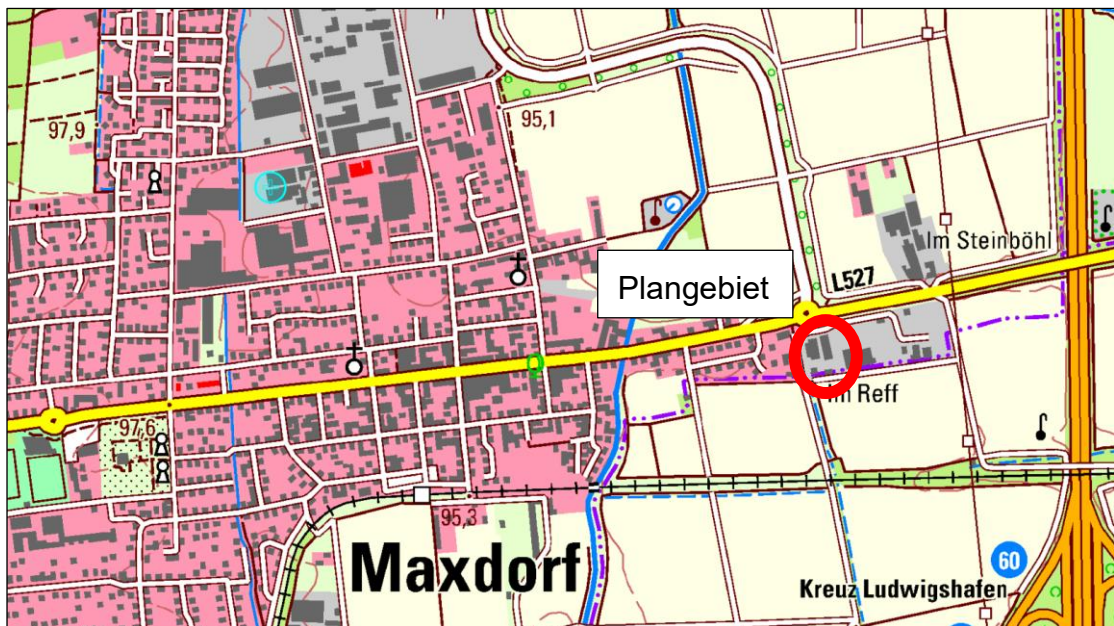 97,9
95,1
Im Steinböhl
Plangebiet
L527
Im Reff
97,6
95,3
Maxdorf
60
Kreuz Ludwigshafen